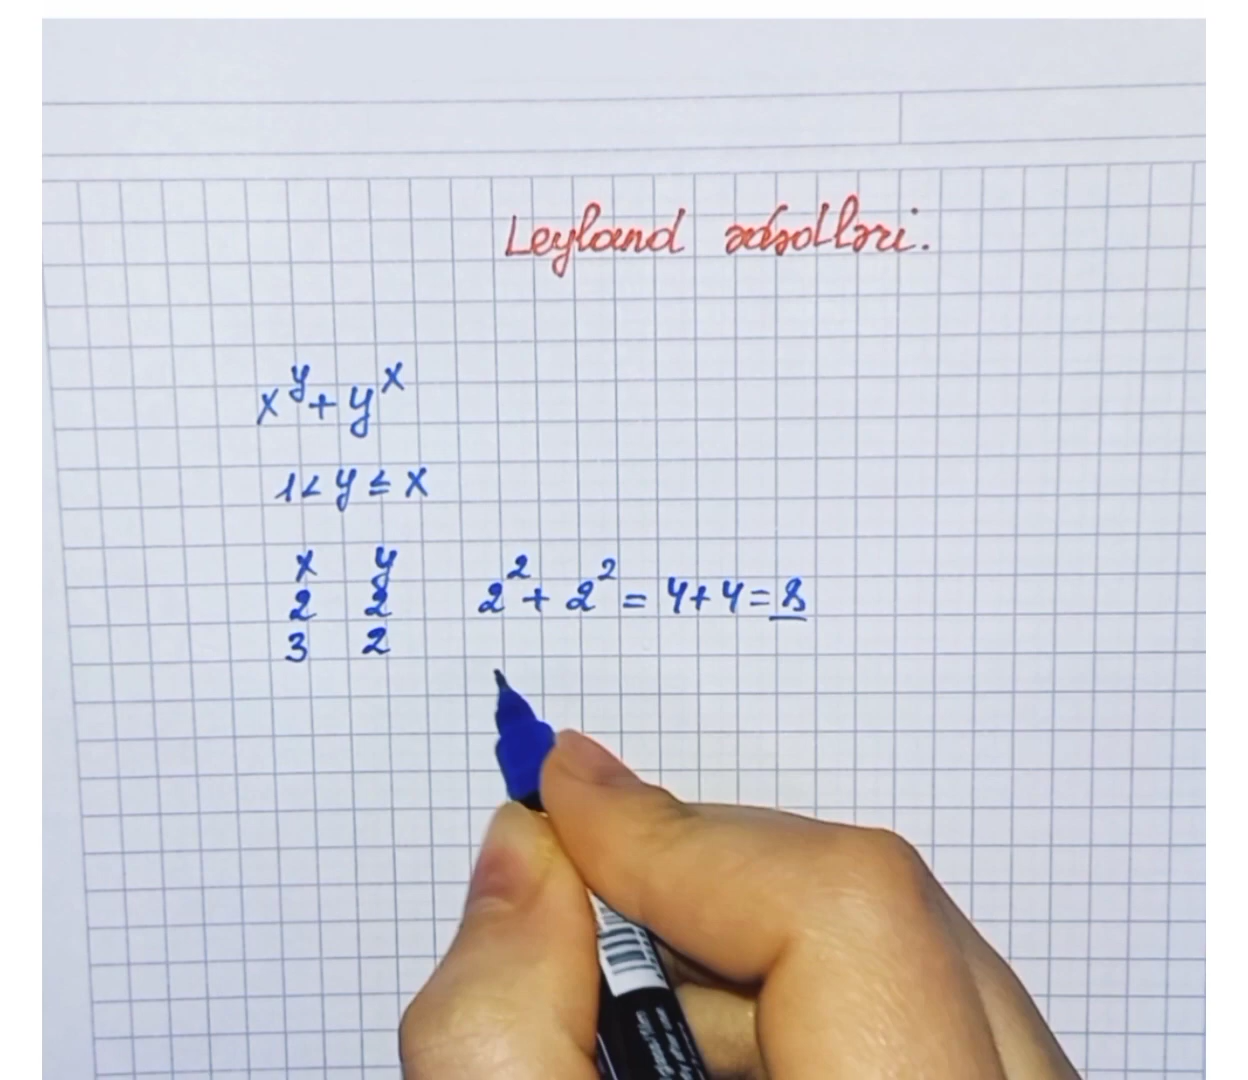 Leyland ədədləri.
x^y + y^x
1 < y ≤ x
x y
2 2 2² + 2² = 4 + 4 = 8
3 2